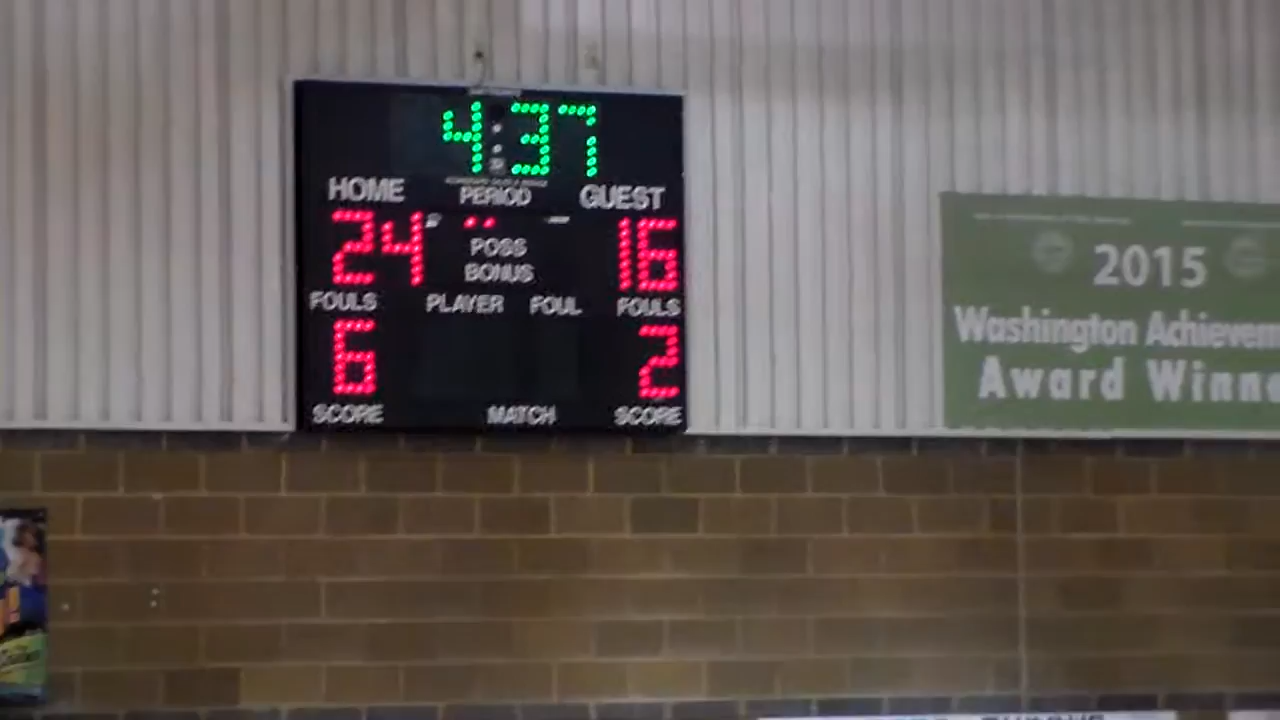 4:37
HOME PERIOD GUEST
24 16
POSS
BONUS
FOULS PLAYER FOUL FOULS
6 2
SCORE MATCH SCORE
2015
Washington Achievem
Award Winne